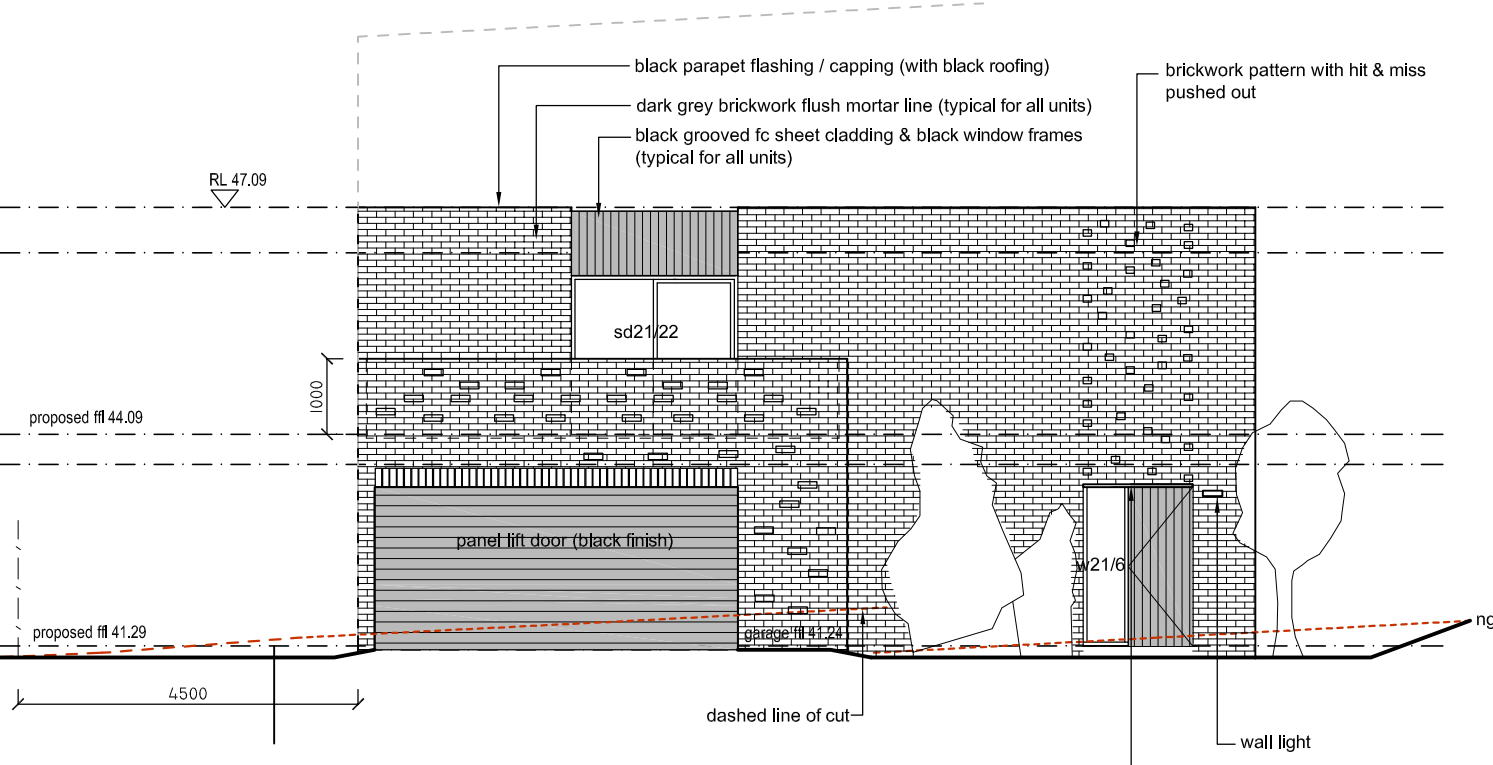 black parapet flashing / capping (with black roofing)
brickwork pattern with hit & miss
pushed out
dark grey brickwork flush mortar line (typical for all units)
black grooved fc sheet cladding & black window frames
(typical for all units)
RL 47.09
sd21/22
1000
proposed ffl 44.09
panel lift door (black finish)
w21/6
proposed ffl 41.29
garage ffl 41.24
ng
4500
dashed line of cut
wall light